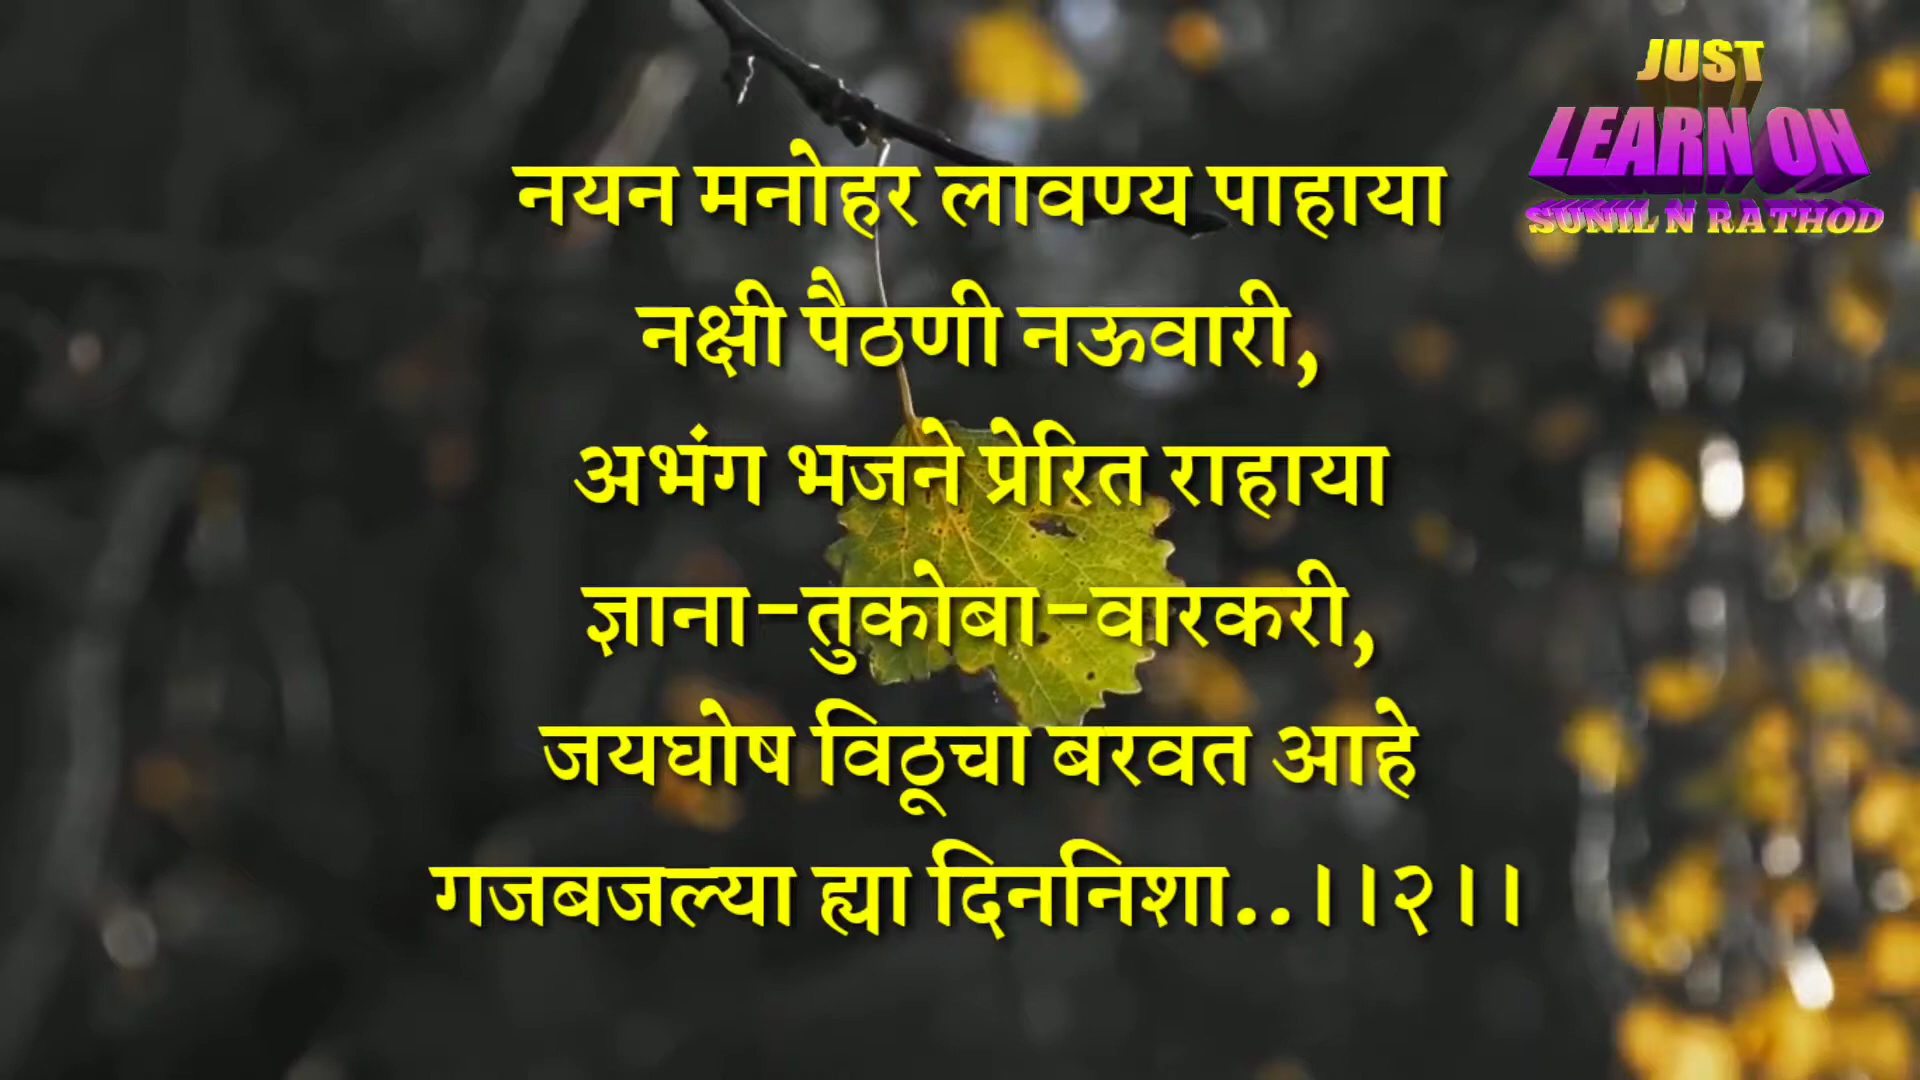 JUST
LEARN ON
SUNIL N RATHOD
नयन मनोहर लावण्य पाहाया
नक्षी पैठणी नऊवारी,
अभंग भजने प्रेरित राहाया
ज्ञाना-तुकोबा-वारकरी,
जयघोष विठूचा बरवत आहे
गजबजल्या ह्या दिननिशा..।।२।।